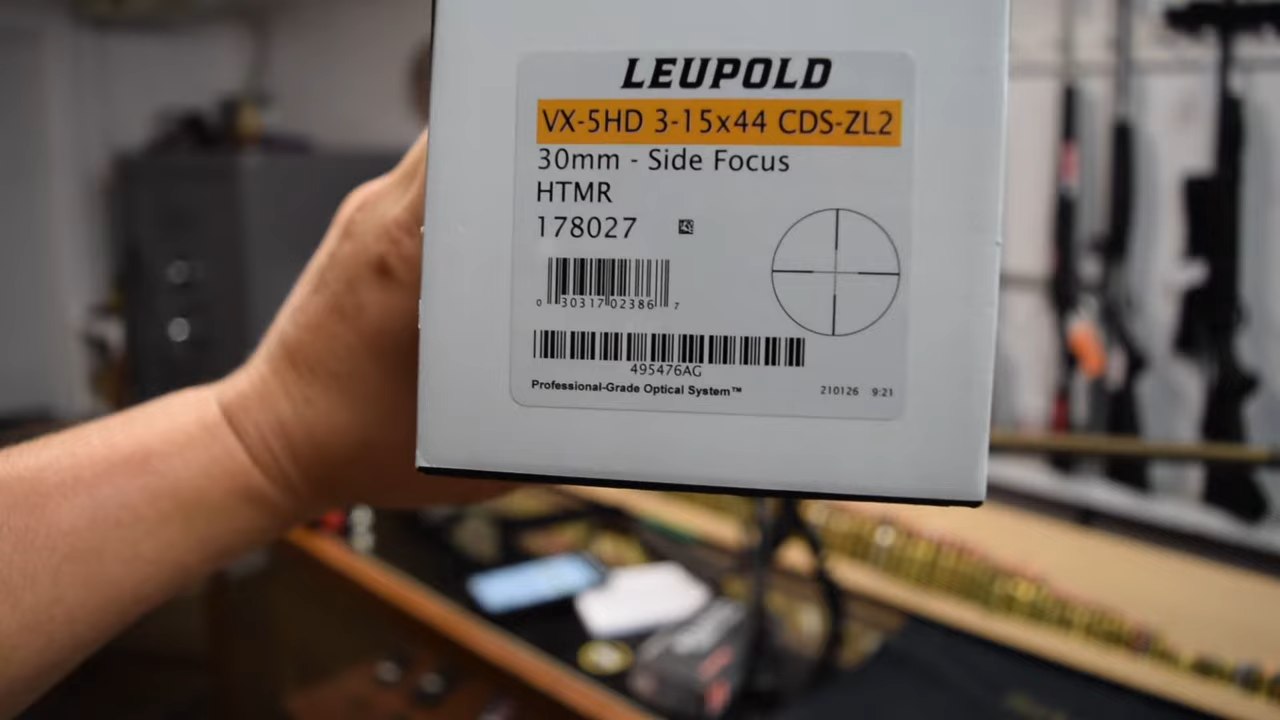 LEUPOLD
VX-5HD 3-15x44 CDS-ZL2
30mm - Side Focus
HTMR
178027
0 30317 02386 7
495476AG
Professional-Grade Optical System™
210126 9:21